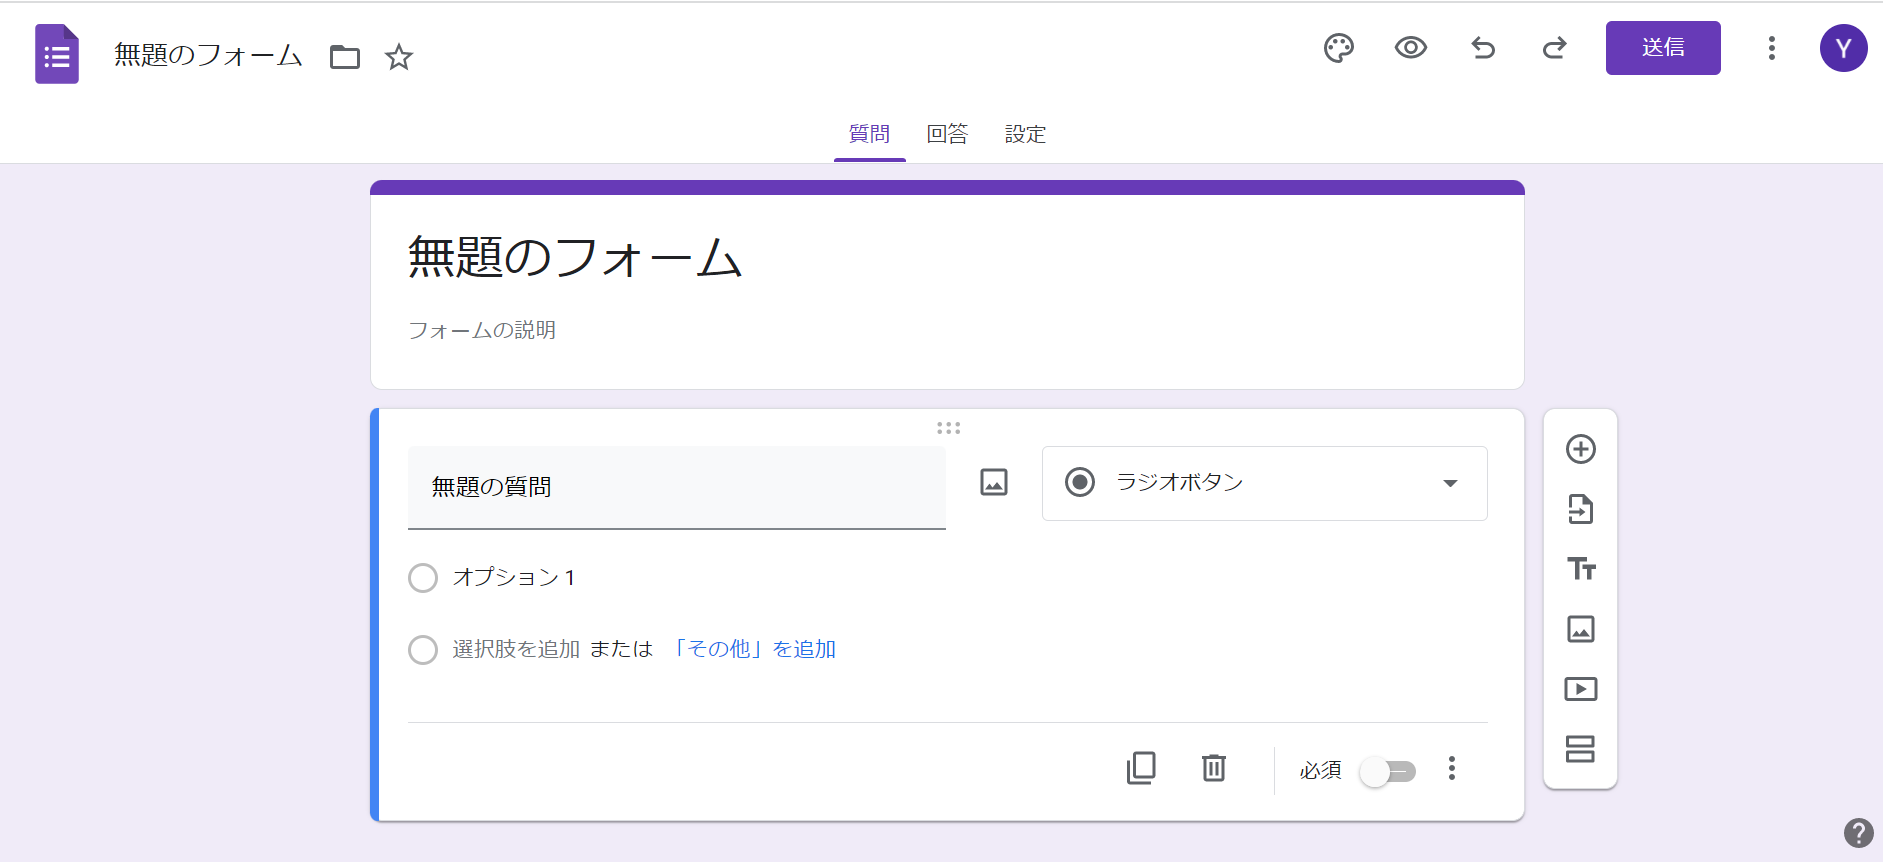 無題のフォーム
送信
Y
質問 回答 設定
無題のフォーム
フォームの説明
無題の質問
ラジオボタン
オプション 1
選択肢を追加 または 「その他」を追加
必須